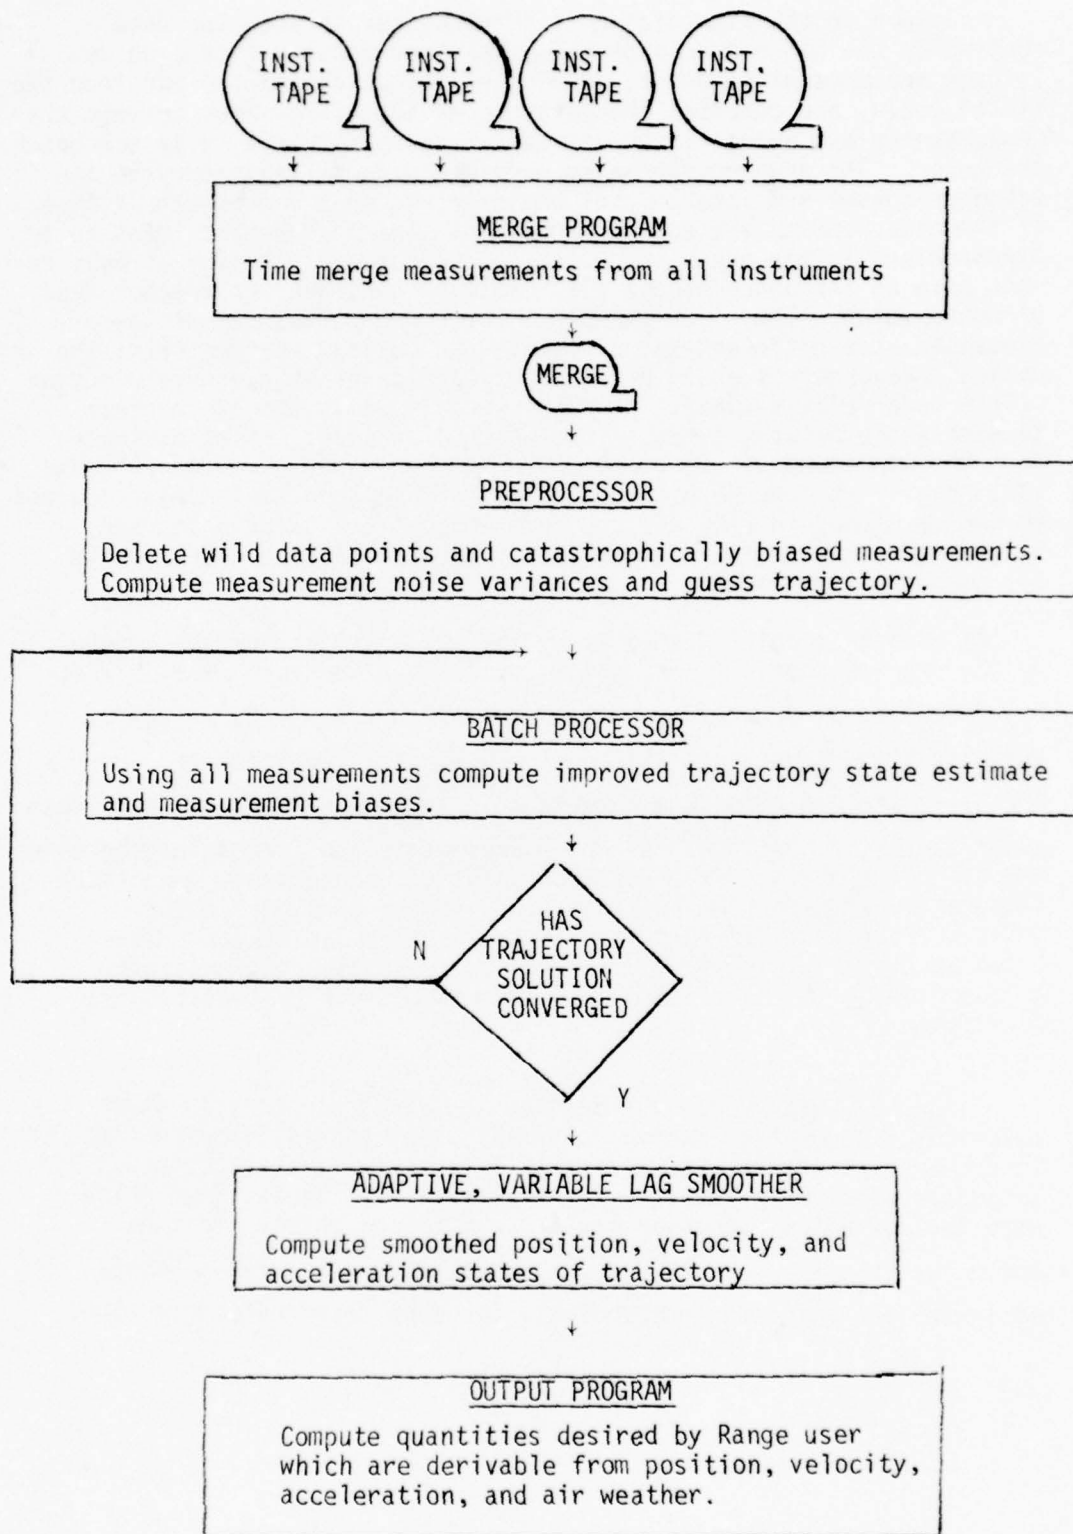 INST. TAPE
INST. TAPE
INST. TAPE
INST. TAPE
MERGE PROGRAM
Time merge measurements from all instruments
MERGE
PREPROCESSOR
Delete wild data points and catastrophically biased measurements.
Compute measurement noise variances and guess trajectory.
BATCH PROCESSOR
Using all measurements compute improved trajectory state estimate
and measurement biases.
HAS
TRAJECTORY
SOLUTION
CONVERGED
N
Y
ADAPTIVE, VARIABLE LAG SMOOTHER
Compute smoothed position, velocity, and
acceleration states of trajectory
OUTPUT PROGRAM
Compute quantities desired by Range user
which are derivable from position, velocity,
acceleration, and air weather.